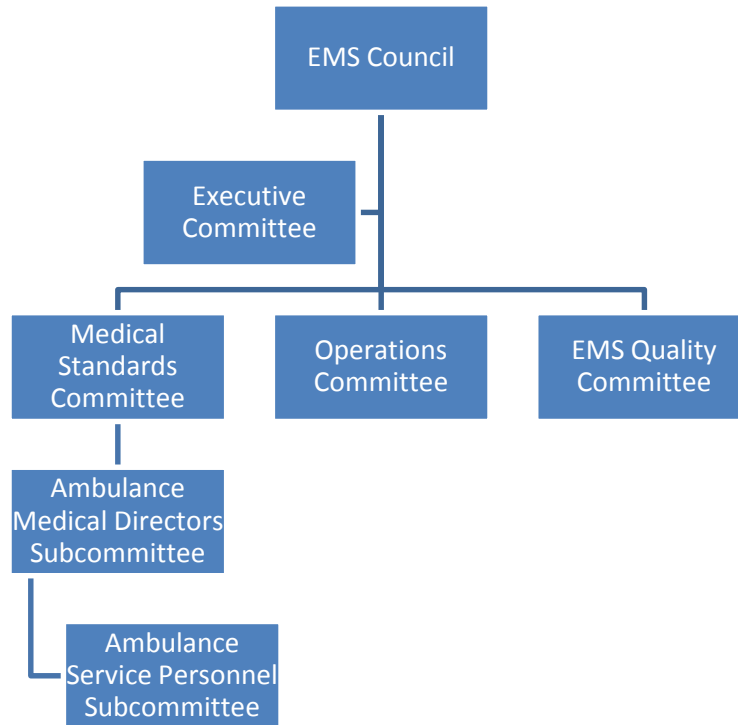 EMS Council
Executive
Committee
Medical
Standards
Committee
Operations
Committee
EMS Quality
Committee
Ambulance
Medical Directors
Subcommittee
Ambulance
Service Personnel
Subcommittee